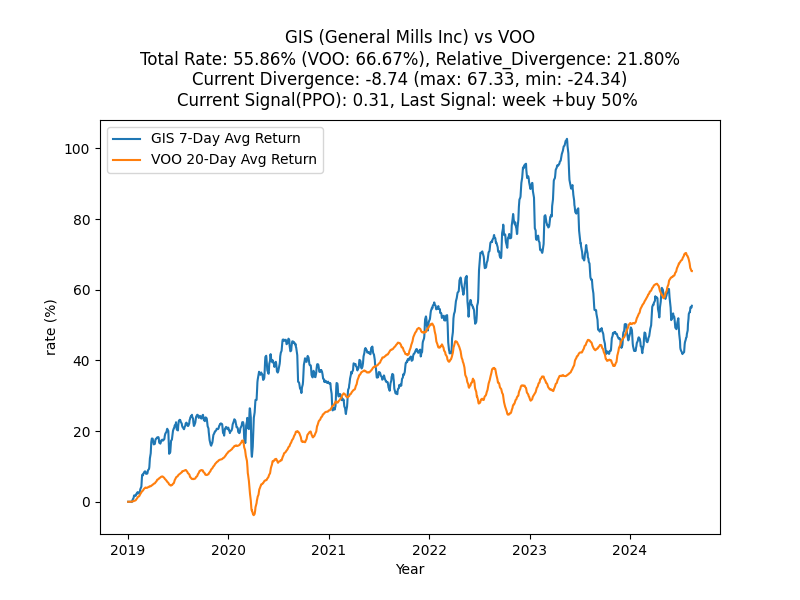 GIS (General Mills Inc) vs VOO
Total Rate: 55.86% (VOO: 66.67%), Relative_Divergence: 21.80%
Current Divergence: -8.74 (max: 67.33, min: -24.34)
Current Signal(PPO): 0.31, Last Signal: week +buy 50%
GIS 7-Day Avg Return
VOO 20-Day Avg Return
100
80
60
40
20
0
rate (%)
2019 2020 2021 2022 2023 2024
Year